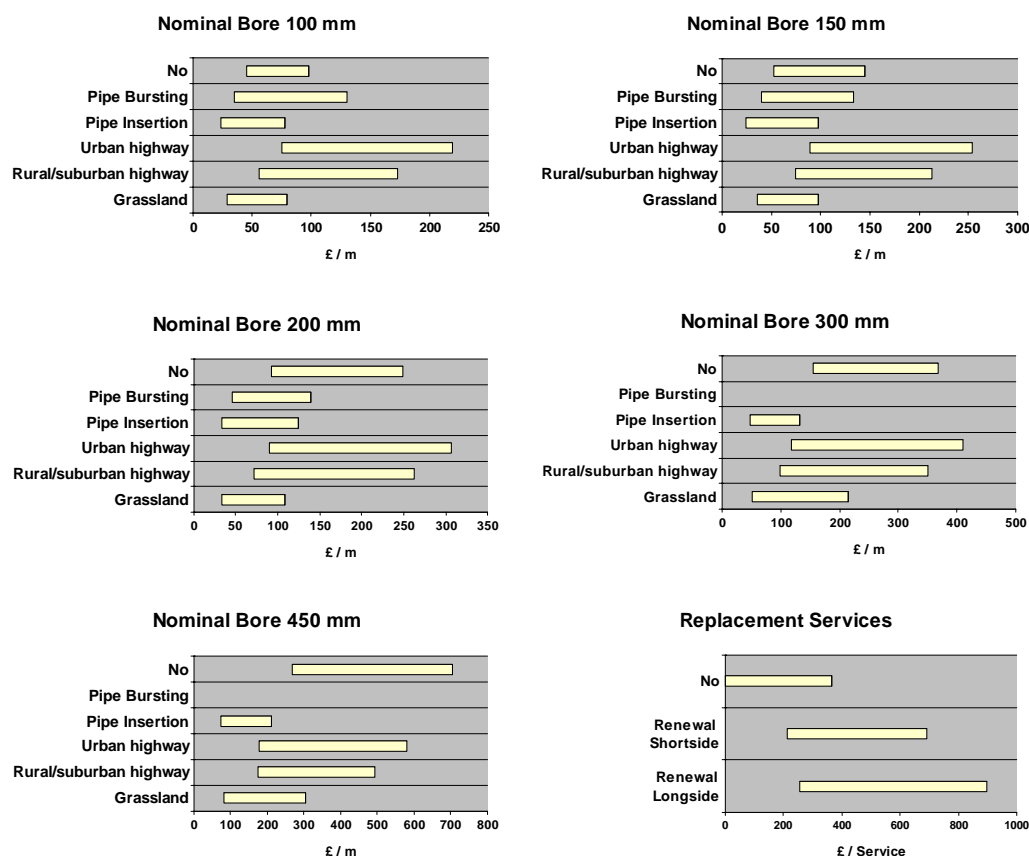 Nominal Bore 100 mm
No
Pipe Bursting
Pipe Insertion
Urban highway
Rural/suburban highway
Grassland
0 50 100 150 200 250
£ / m
Nominal Bore 150 mm
No
Pipe Bursting
Pipe Insertion
Urban highway
Rural/suburban highway
Grassland
0 50 100 150 200 250 300
£ / m
Nominal Bore 200 mm
No
Pipe Bursting
Pipe Insertion
Urban highway
Rural/suburban highway
Grassland
0 50 100 150 200 250 300 350
£ / m
Nominal Bore 300 mm
No
Pipe Bursting
Pipe Insertion
Urban highway
Rural/suburban highway
Grassland
0 100 200 300 400 500
£ / m
Nominal Bore 450 mm
No
Pipe Bursting
Pipe Insertion
Urban highway
Rural/suburban highway
Grassland
0 100 200 300 400 500 600 700 800
£ / m
Replacement Services
No
Renewal
Shortside
Renewal
Longside
0 200 400 600 800 1000
£ / Service